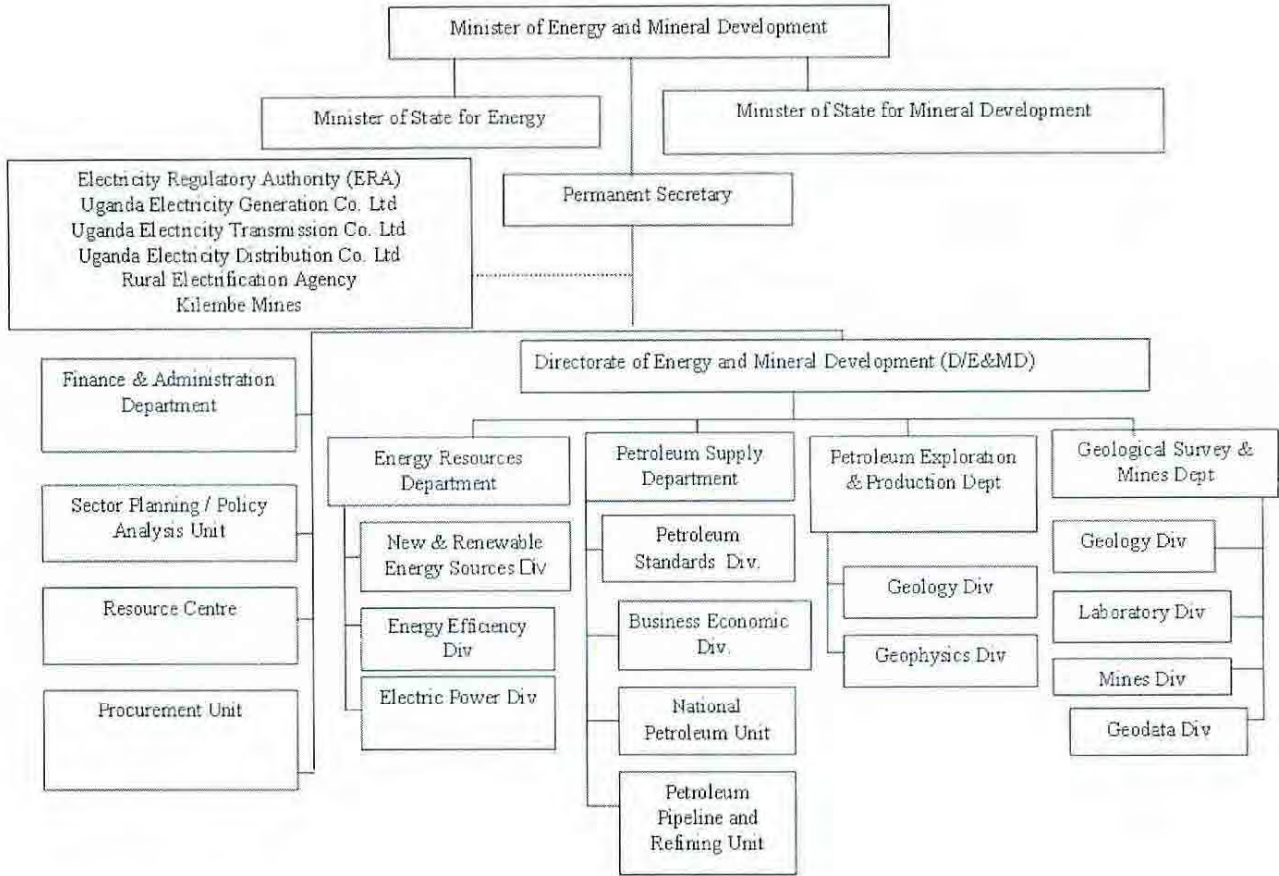 Minister of Energy and Mineral Development
Minister of State for Energy
Minister of State for Mineral Development
Electricity Regulatory Authority (ERA)
Uganda Electricity Generation Co. Ltd
Uganda Electricity Transmission Co. Ltd
Uganda Electricity Distribution Co. Ltd
Rural Electrification Agency
Kilembe Mines
Permanent Secretary
Directorate of Energy and Mineral Development (D/E&MD)
Finance & Administration
Department
Sector Planning / Policy
Analysis Unit
Resource Centre
Procurement Unit
Energy Resources
Department
New & Renewable
Energy Sources Div
Energy Efficiency
Div
Electric Power Div
Petroleum Supply
Department
Petroleum
Standards Div.
Business Economic
Div.
National
Petroleum Unit
Petroleum
Pipeline and
Refining Unit
Petroleum Exploration
& Production Dept
Geology Div
Geophysics Div
Geological Survey &
Mines Dept
Geology Div
Laboratory Div
Mines Div
Geodata Div